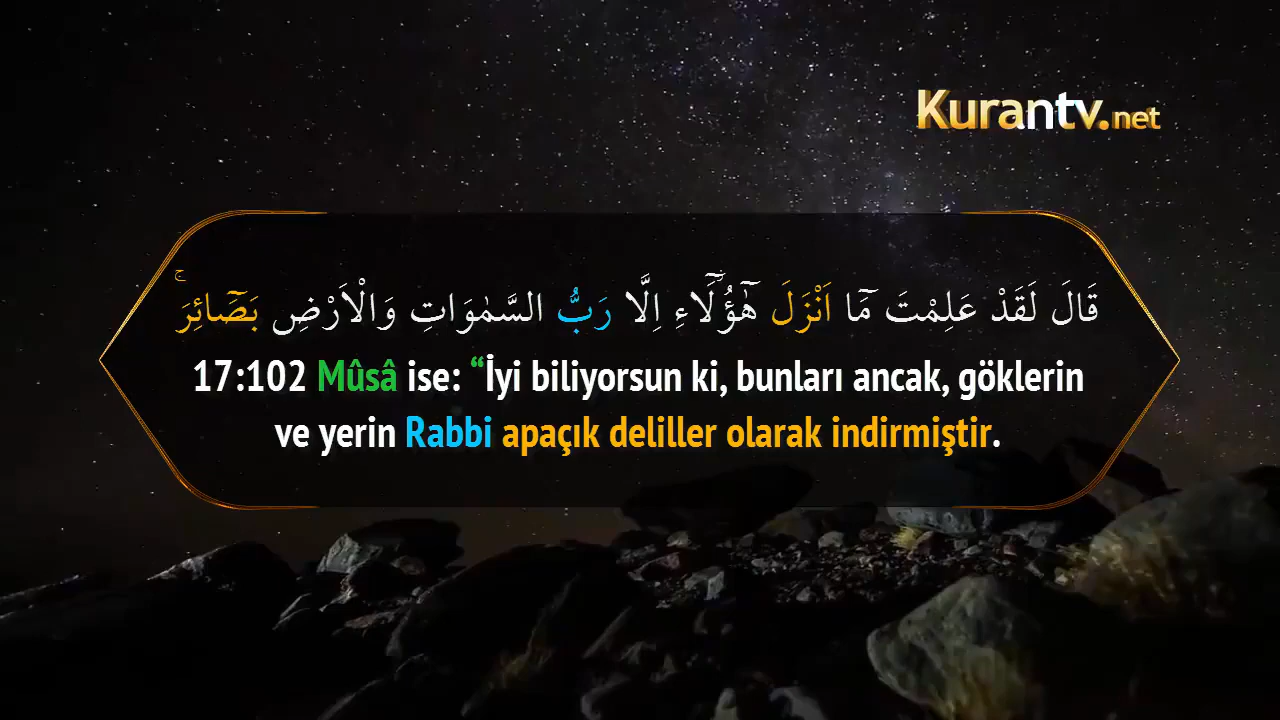 Kurantv.net
قَالَ لَقَدْ عَلِمْتَ مَٓا اَنْزَلَ هٰٓؤُ۬لَٓاءِ اِلَّا رَبُّ السَّمٰوَاتِ وَالْاَرْضِ بَصَٓائِرَۚ
17:102 Mûsâ ise: “İyi biliyorsun ki, bunları ancak, göklerin
ve yerin Rabbi apaçık deliller olarak indirmiştir.